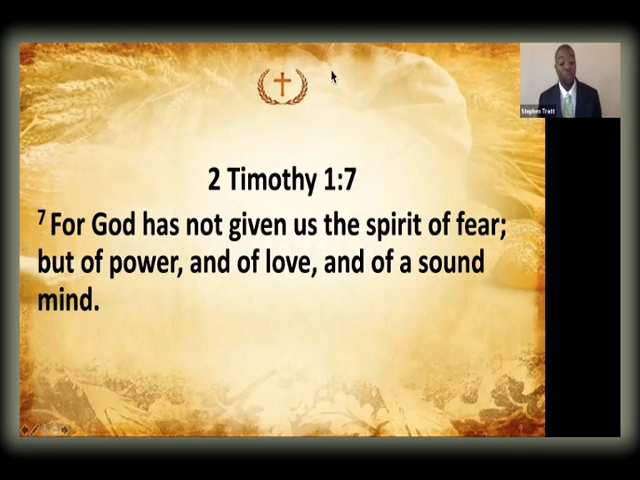 Stephen Trott
2 Timothy 1:7
7 For God has not given us the spirit of fear;
but of power, and of love, and of a sound
mind.